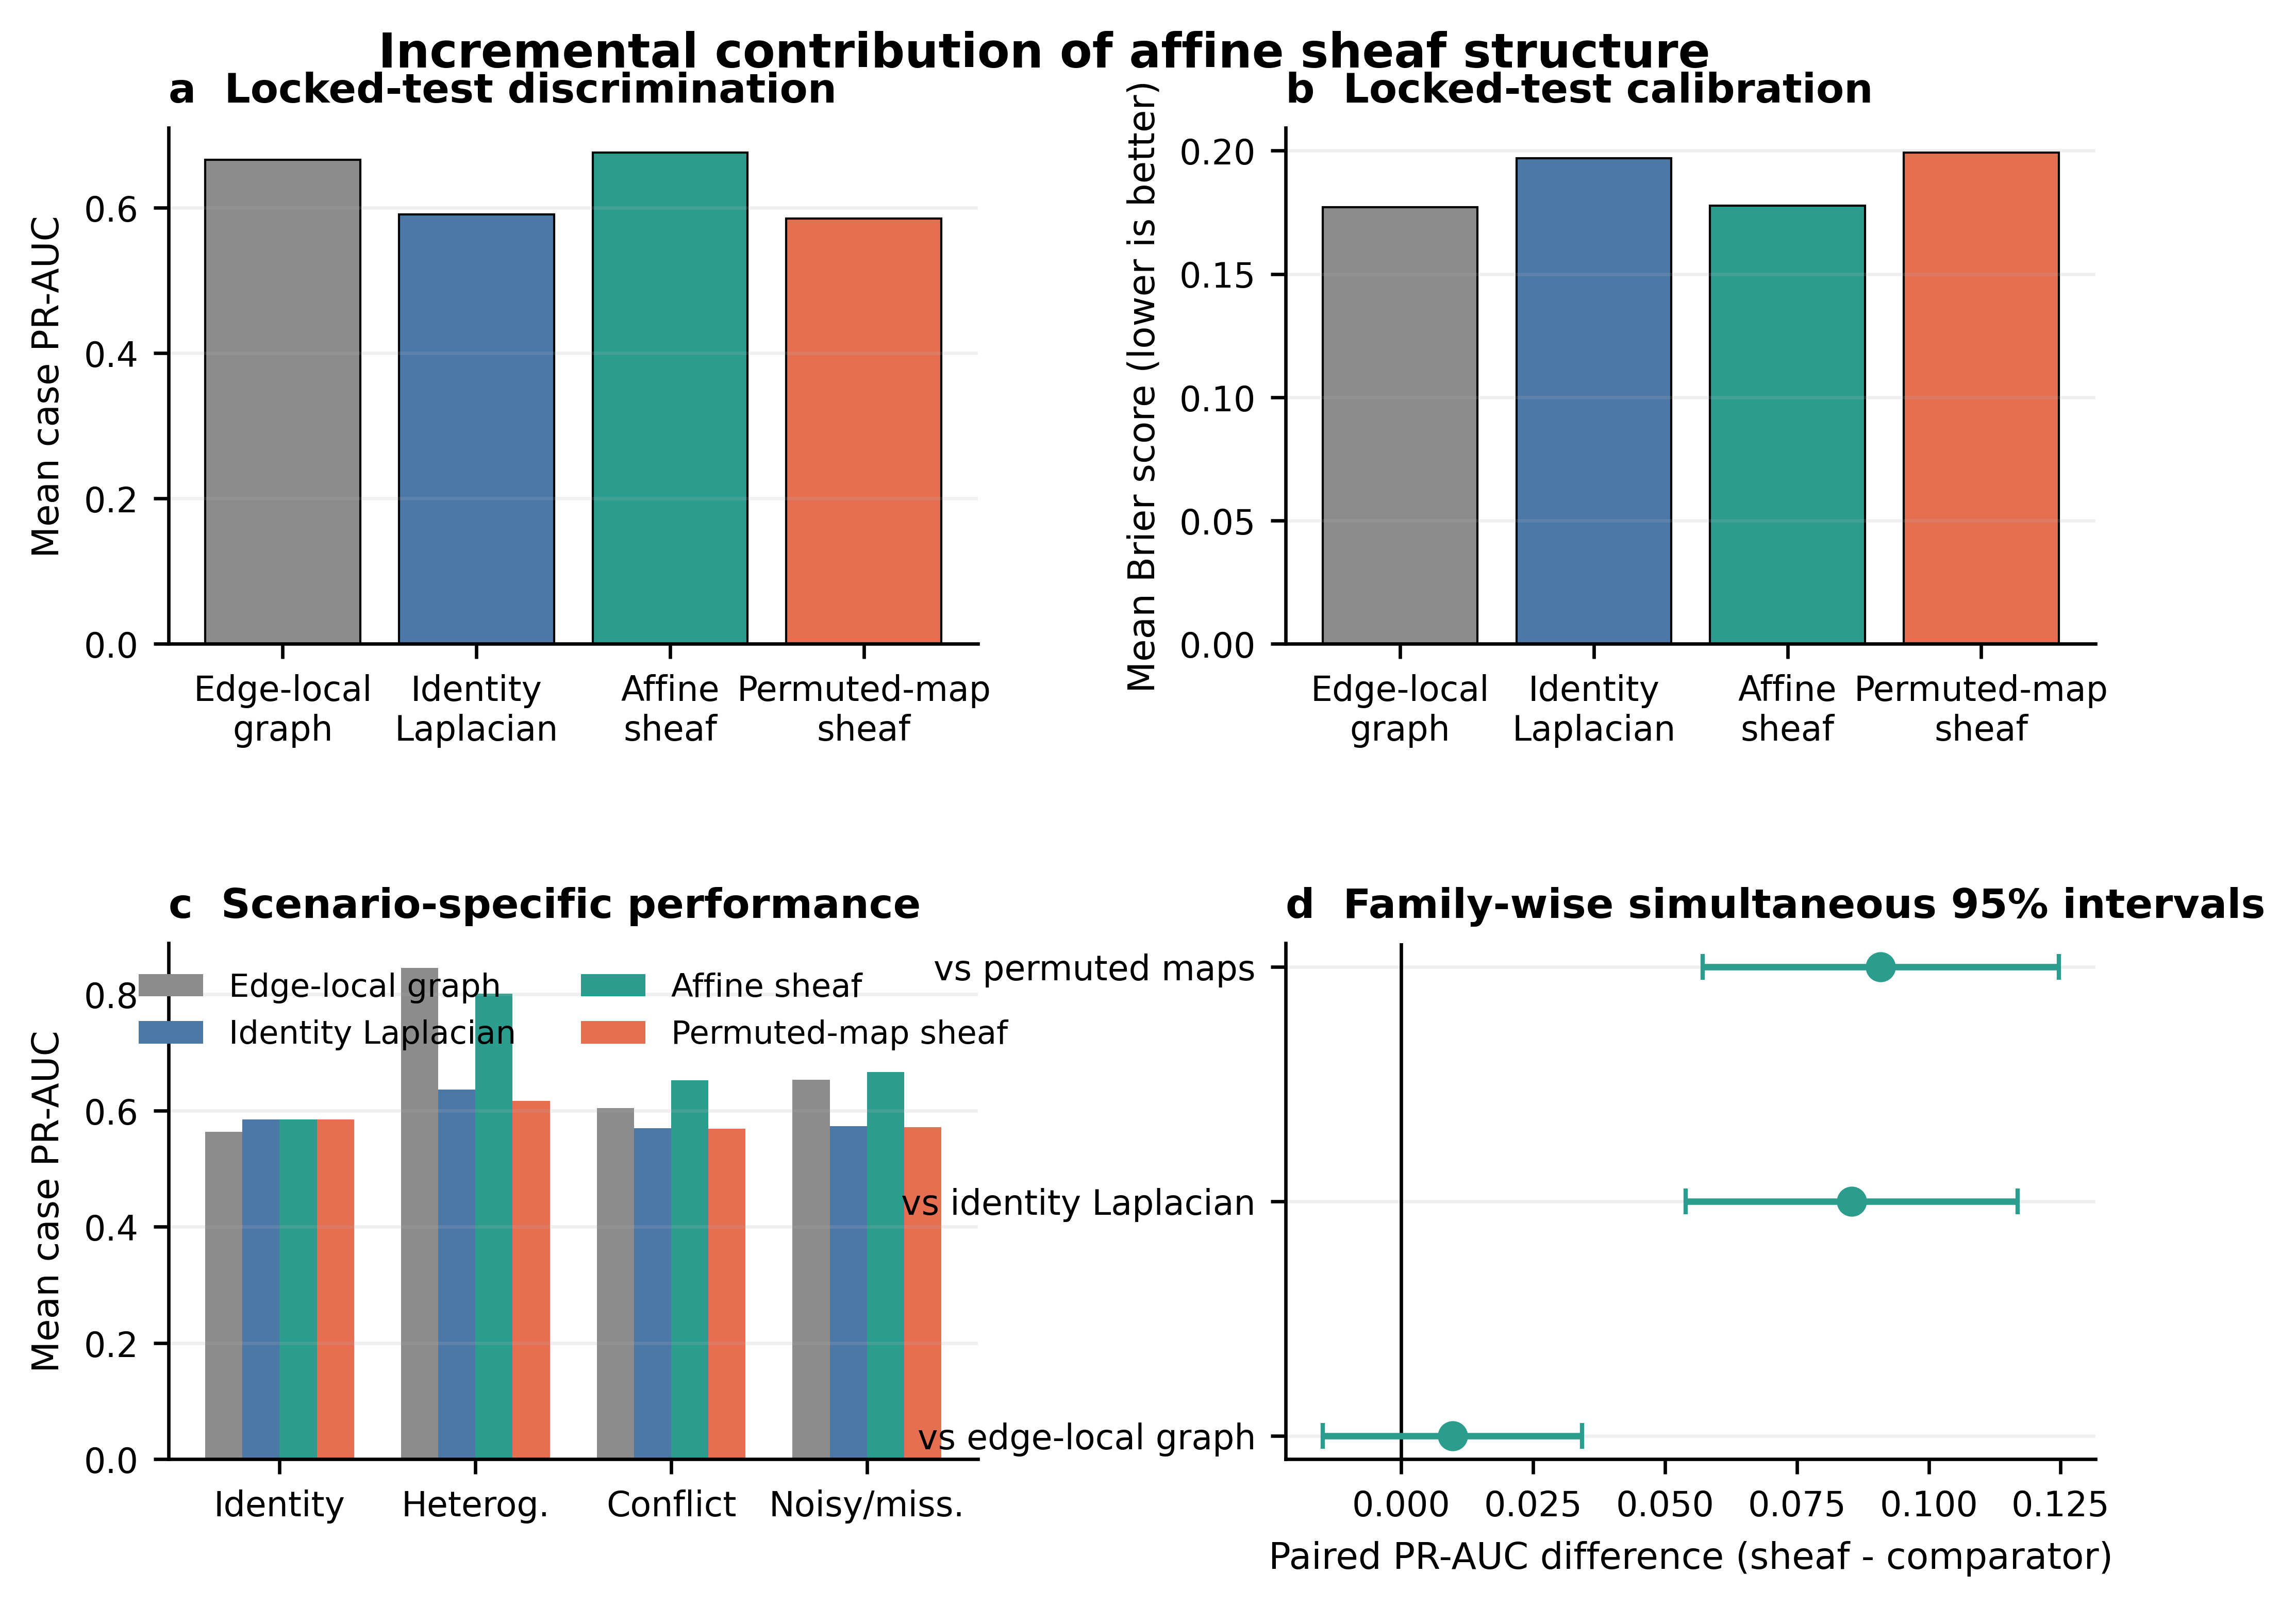 Incremental contribution of affine sheaf structure
a Locked-test discrimination
Mean case PR-AUC
0.6
0.4
0.2
0.0
Edge-local
graph
Identity
Laplacian
Affine
sheaf
Permuted-map
sheaf
b Locked-test calibration
Mean Brier score (lower is better)
0.20
0.15
0.10
0.05
0.00
Edge-local
graph
Identity
Laplacian
Affine
sheaf
Permuted-map
sheaf
c Scenario-specific performance
Mean case PR-AUC
0.8
0.6
0.4
0.2
0.0
Edge-local graph
Identity Laplacian
Affine sheaf
Permuted-map sheaf
Identity
Heterog.
Conflict
Noisy/miss.
d Family-wise simultaneous 95% intervals
vs permuted maps
vs identity Laplacian
vs edge-local graph
0.000
0.025
0.050
0.075
0.100
0.125
Paired PR-AUC difference (sheaf - comparator)